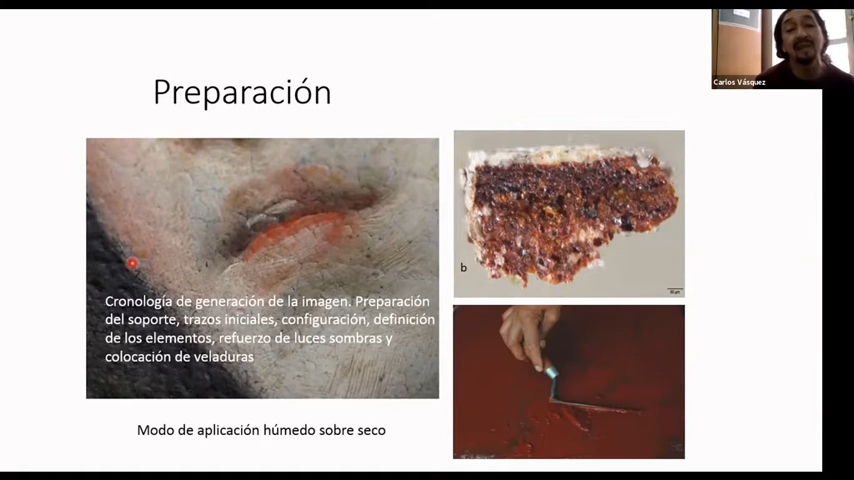 Carlos Vásquez
Preparación
b
Cronología de generación de la imagen. Preparación
del soporte, trazos iniciales, configuración, definición
de los elementos, refuerzo de luces sombras y
colocación de veladuras
Modo de aplicación húmedo sobre seco